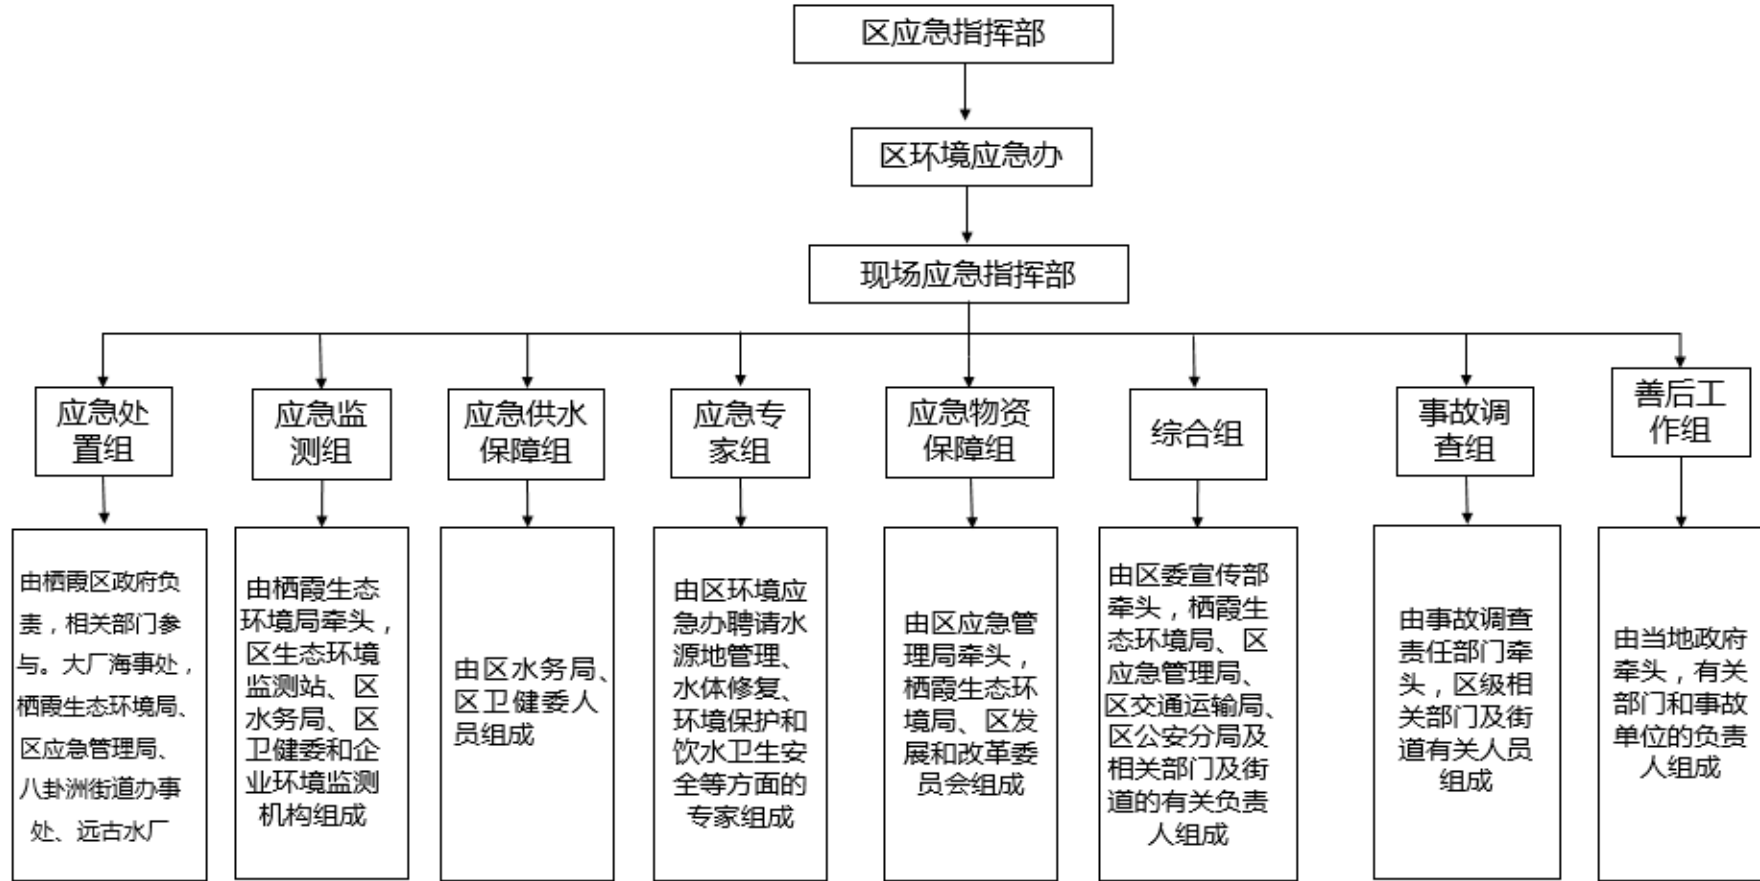 区应急指挥部
区环境应急办
现场应急指挥部
应急处
置组
应急监
测组
应急供水
保障组
应急专
家组
应急物资
保障组
综合组
事故调
查组
善后工
作组
由栖霞区政府负
责，相关部门参
与。大厂海事处，
栖霞生态环境局、
区应急管理局、
八卦洲街道办事
处、远古水厂
由栖霞生态
环境局牵头，
区生态环境
监测站、区
水务局、区
卫健委和企
业环境监测
机构组成
由区水务局、
区卫健委人
员组成
由区环境应
急办聘请水
源地管理、
水体修复、
环境保护和
饮水卫生安
全等方面的
专家组成
由区应急管
理局牵头，
栖霞生态环
境局、区发
展和改革委
员会组成
由区委宣传部
牵头，栖霞生
态环境局、区
应急管理局、
区交通运输局、
区公安分局及
相关部门及街
道的有关负责
人组成
由事故调查
责任部门牵
头，区级相
关部门及街
道有关人员
组成
由当地政府
牵头，有关
部门和事故
单位的负责
人组成